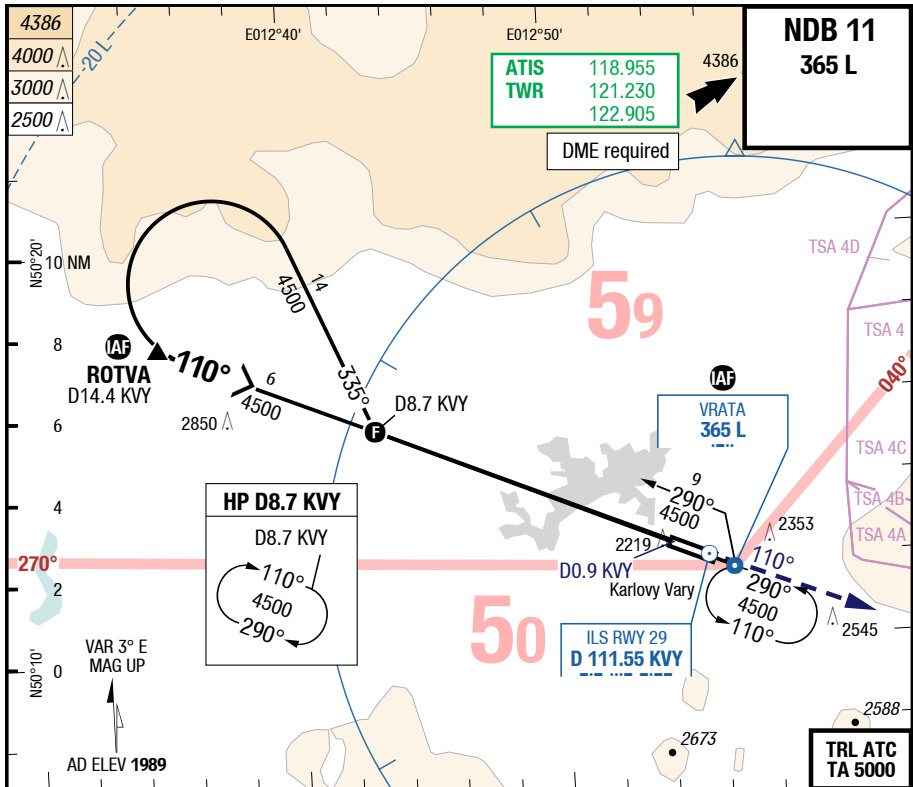 4386
4000
3000
2500
20 L
E012°40'
E012°50'
ATIS 118.955
TWR 121.230
122.905
DME required
4386
NDB 11
365 L
N50°20'
10 NM
8
6
4
2
0
N50°10'
IAF
ROTVA
D14.4 KVY
110°
6
4500
2850
14
4500
335°
F
D8.7 KVY
59
50
TSA 4D
TSA 4
TSA 4C
TSA 4B
TSA 4A
040°
270°
IAF
VRATA
365 L
HP D8.7 KVY
D8.7 KVY
110°
4500
290°
9
290°
4500
2219
D0.9 KVY
Karlovy Vary
2353
110°
290°
4500
110°
2545
ILS RWY 29
D 111.55 KVY
VAR 3° E
MAG UP
AD ELEV 1989
2588
2673
TRL ATC
TA 5000